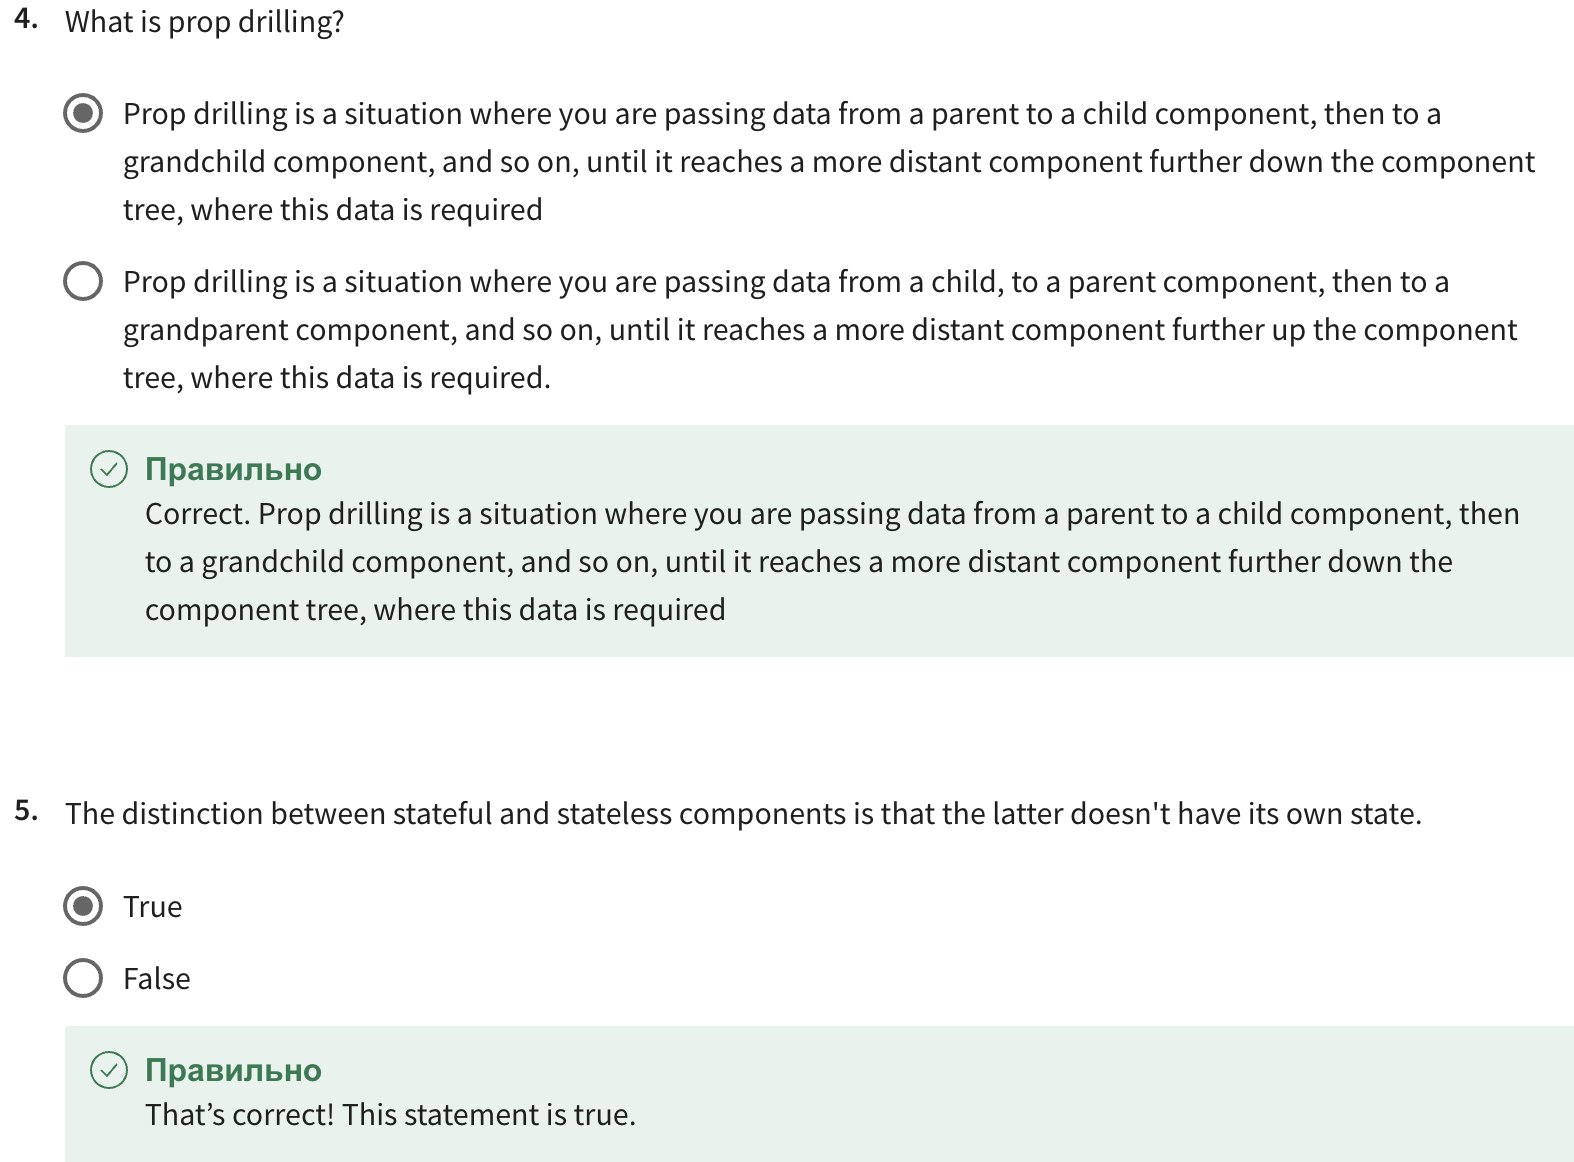 4. What is prop drilling?
Prop drilling is a situation where you are passing data from a parent to a child component, then to a
grandchild component, and so on, until it reaches a more distant component further down the component
tree, where this data is required
Prop drilling is a situation where you are passing data from a child, to a parent component, then to a
grandparent component, and so on, until it reaches a more distant component further up the component
tree, where this data is required.
Правильно
Correct. Prop drilling is a situation where you are passing data from a parent to a child component, then
to a grandchild component, and so on, until it reaches a more distant component further down the
component tree, where this data is required
5. The distinction between stateful and stateless components is that the latter doesn't have its own state.
True
False
Правильно
That’s correct! This statement is true.